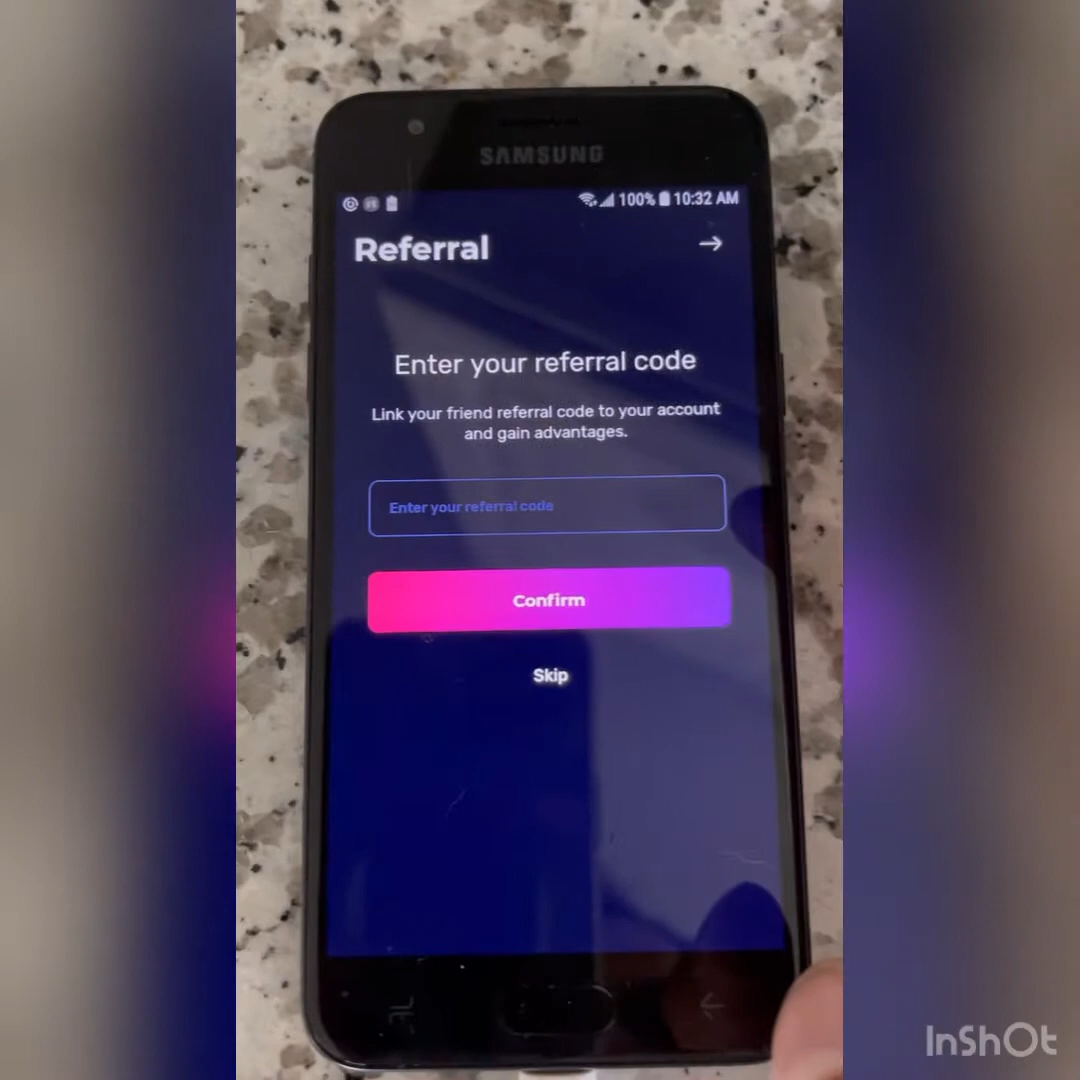 SAMSUNG
100% 10:32 AM
Referral
Enter your referral code
Link your friend referral code to your account
and gain advantages.
Enter your referral code
Confirm
Skip
InShOt